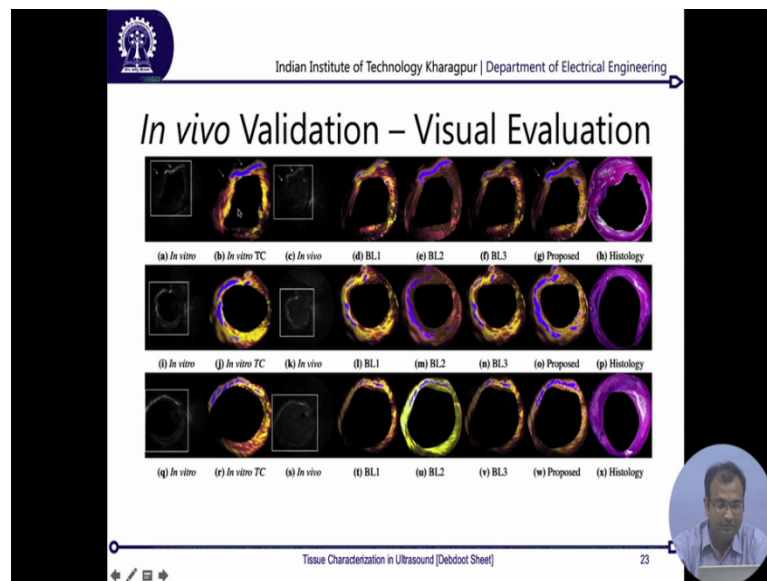 Indian Institute of Technology Kharagpur | Department of Electrical Engineering
In vivo Validation – Visual Evaluation
(a) In vitro (b) In vitro TC (c) In vivo (d) BL1 (e) BL2 (f) BL3 (g) Proposed (h) Histology
(i) In vitro (j) In vitro TC (k) In vivo (l) BL1 (m) BL2 (n) BL3 (o) Proposed (p) Histology
(q) In vitro (r) In vitro TC (s) In vivo (t) BL1 (u) BL2 (v) BL3 (w) Proposed (x) Histology
Tissue Characterization in Ultrasound [Debdoot Sheet] 23